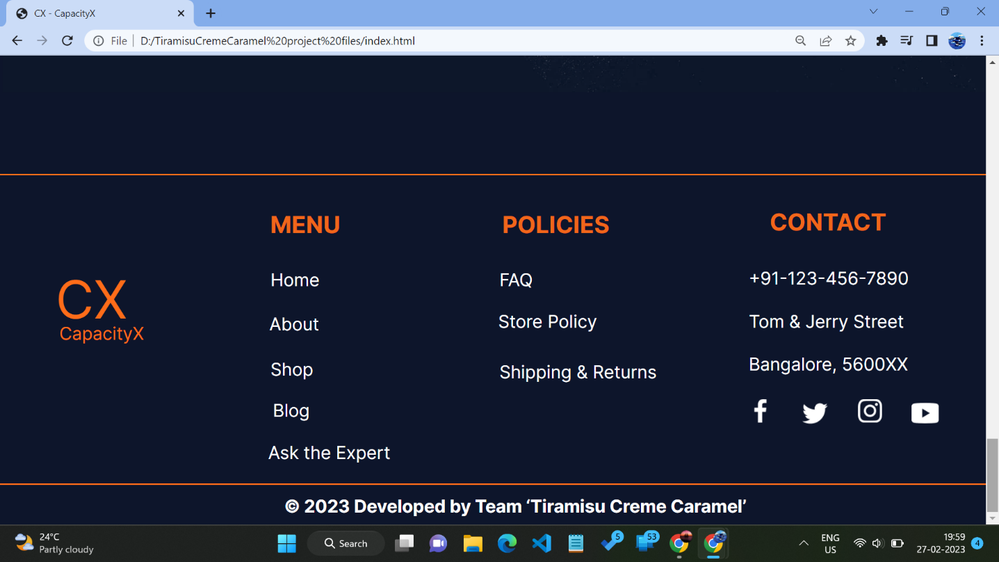 CX - CapacityX
File
D:/TiramisuCremeCaramel%20project%20files/index.html
CX
CapacityX
MENU
Home
About
Shop
Blog
Ask the Expert
POLICIES
FAQ
Store Policy
Shipping & Returns
CONTACT
+91-123-456-7890
Tom & Jerry Street
Bangalore, 5600XX
© 2023 Developed by Team ‘Tiramisu Creme Caramel’
24°C
Partly cloudy
Search
5
53
ENG
US
19:59
27-02-2023
4